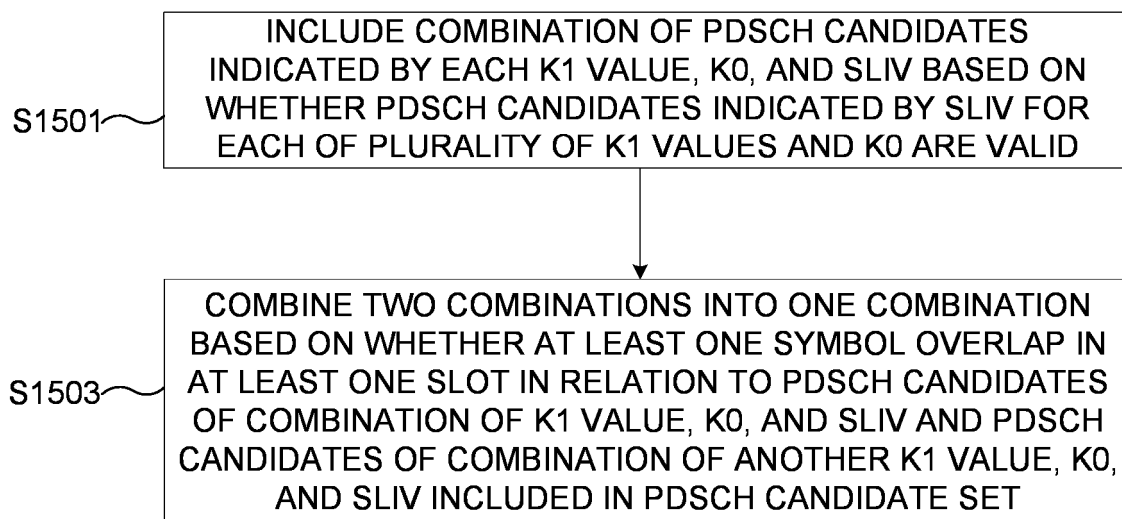 INCLUDE COMBINATION OF PDSCH CANDIDATES
INDICATED BY EACH K1 VALUE, K0, AND SLIV BASED ON
WHETHER PDSCH CANDIDATES INDICATED BY SLIV FOR
EACH OF PLURALITY OF K1 VALUES AND K0 ARE VALID
S1501
COMBINE TWO COMBINATIONS INTO ONE COMBINATION
BASED ON WHETHER AT LEAST ONE SYMBOL OVERLAP IN
AT LEAST ONE SLOT IN RELATION TO PDSCH CANDIDATES
OF COMBINATION OF K1 VALUE, K0, AND SLIV AND PDSCH
CANDIDATES OF COMBINATION OF ANOTHER K1 VALUE, K0,
AND SLIV INCLUDED IN PDSCH CANDIDATE SET
S1503